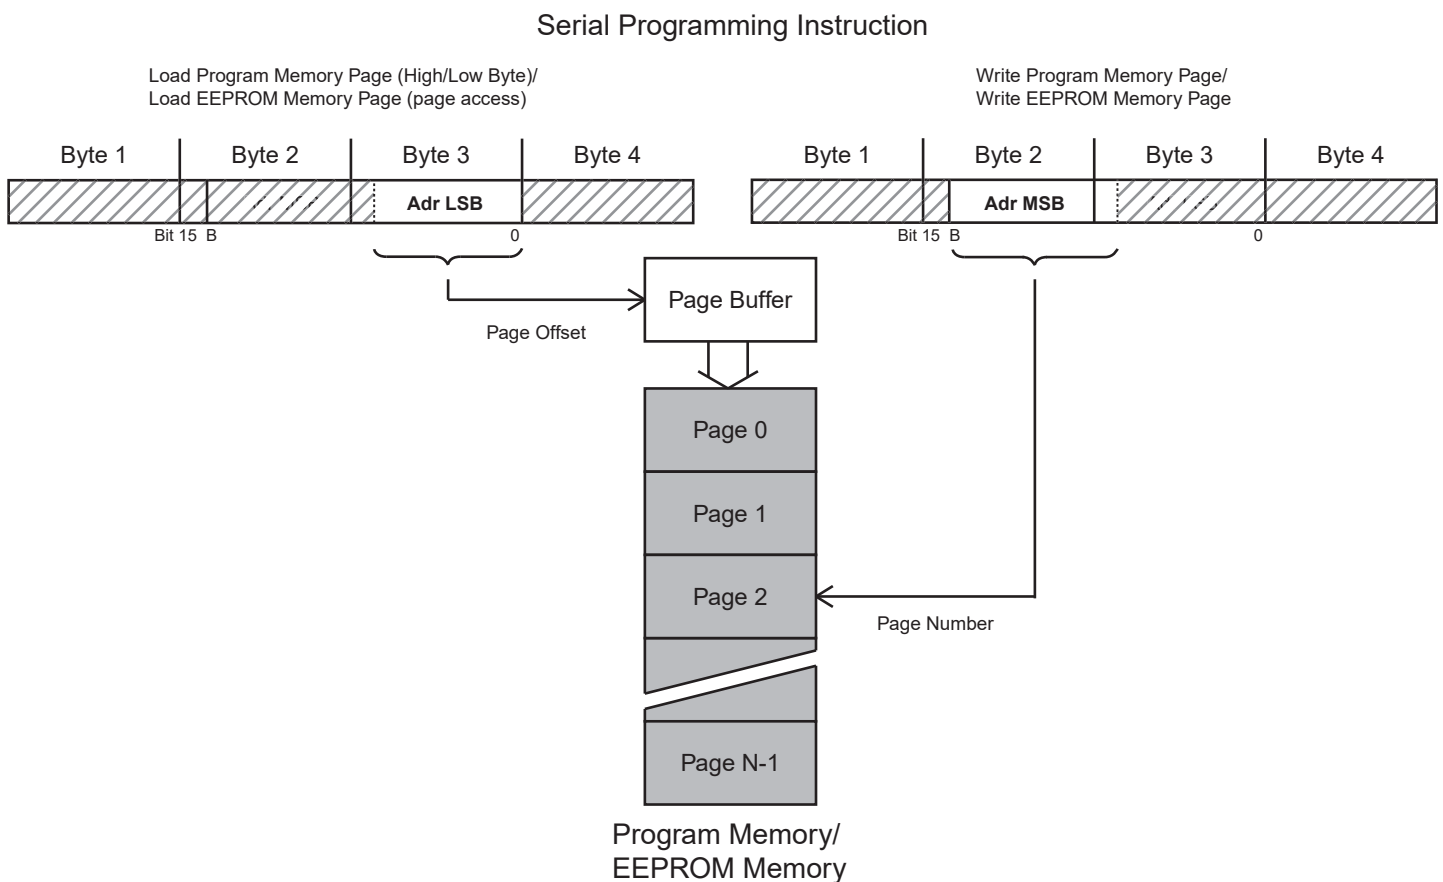 Serial Programming Instruction
Load Program Memory Page (High/Low Byte)/
Load EEPROM Memory Page (page access)
Write Program Memory Page/
Write EEPROM Memory Page
Byte 1 Byte 2 Byte 3 Byte 4
Byte 1 Byte 2 Byte 3 Byte 4
Adr LSB
Adr MSB
Bit 15 B 0
Bit 15 B 0
Page Buffer
Page Offset
Page 0
Page 1
Page 2
Page Number
Page N-1
Program Memory/
EEPROM Memory